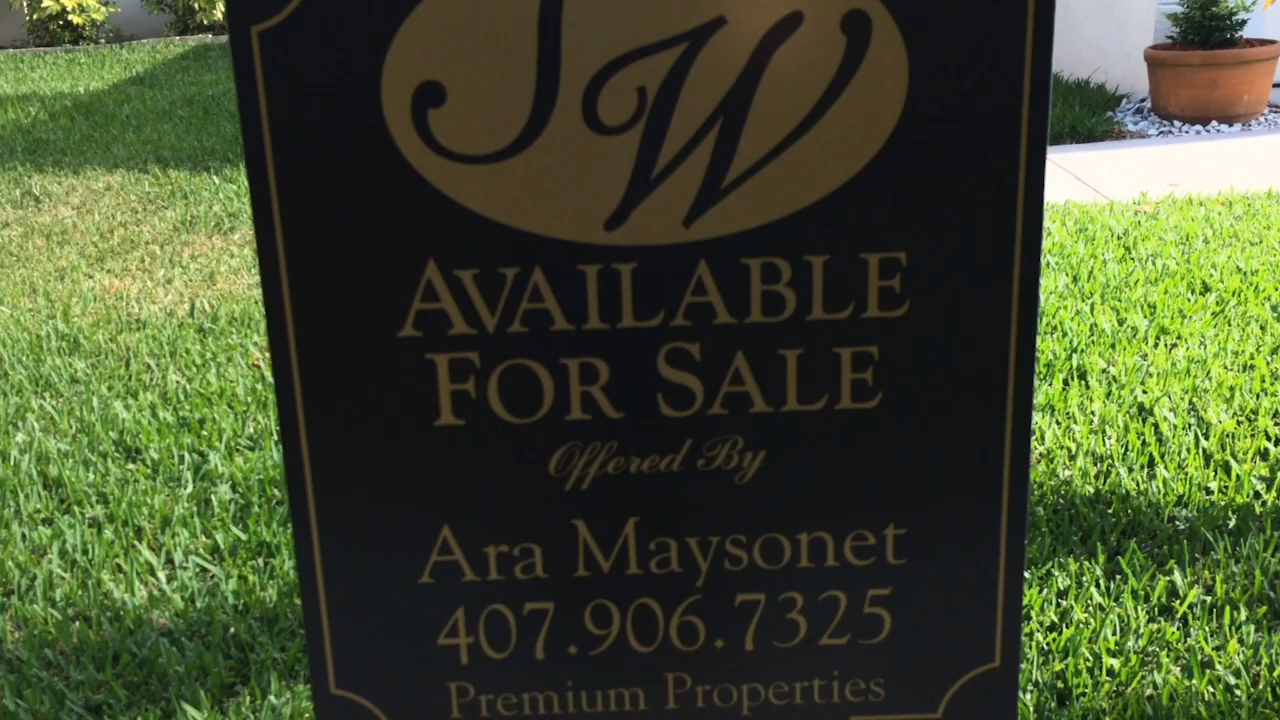 SW
AVAILABLE
FOR SALE
Offered By
Ara Maysonet
407.906.7325
Premium Properties